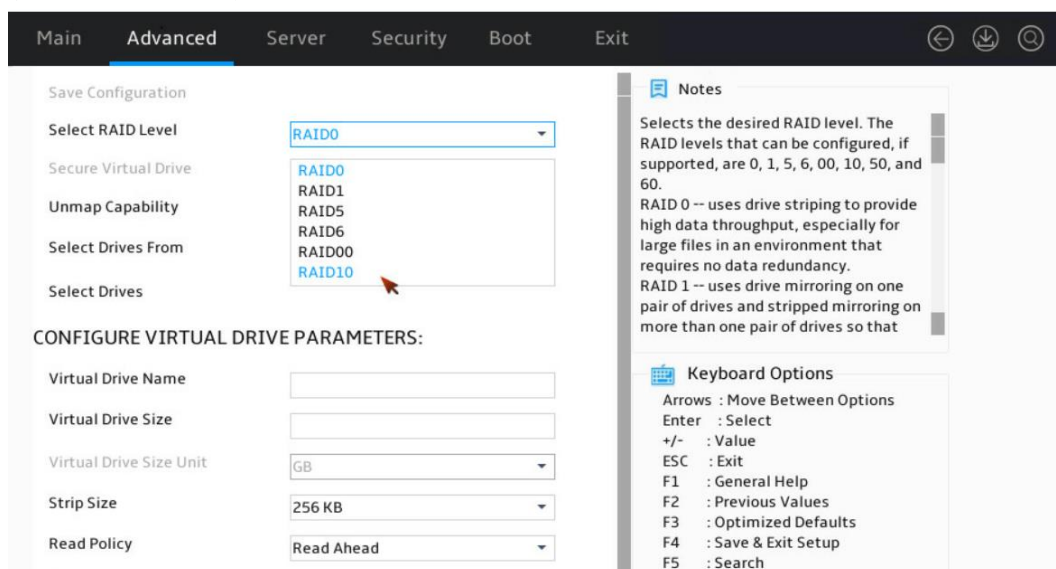 Main Advanced Server Security Boot Exit
Save Configuration
Select RAID Level RAID0
Secure Virtual Drive RAID0
RAID1
Unmap Capability RAID5
RAID6
Select Drives From RAID00
RAID10
Select Drives
CONFIGURE VIRTUAL DRIVE PARAMETERS:
Virtual Drive Name
Virtual Drive Size
Virtual Drive Size Unit GB
Strip Size 256 KB
Read Policy Read Ahead
Notes
Selects the desired RAID level. The
RAID levels that can be configured, if
supported, are 0, 1, 5, 6, 00, 10, 50, and
60.
RAID 0 -- uses drive striping to provide
high data throughput, especially for
large files in an environment that
requires no data redundancy.
RAID 1 -- uses drive mirroring on one
pair of drives and stripped mirroring on
more than one pair of drives so that
Keyboard Options
Arrows : Move Between Options
Enter : Select
+/- : Value
ESC : Exit
F1 : General Help
F2 : Previous Values
F3 : Optimized Defaults
F4 : Save & Exit Setup
F5 : Search